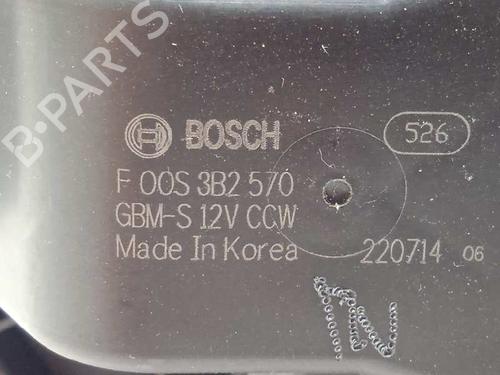 B-PARTS
BOSCH
526
F 00S 3B2 570
GBM-S 12V CCW
Made In Korea
220714 06